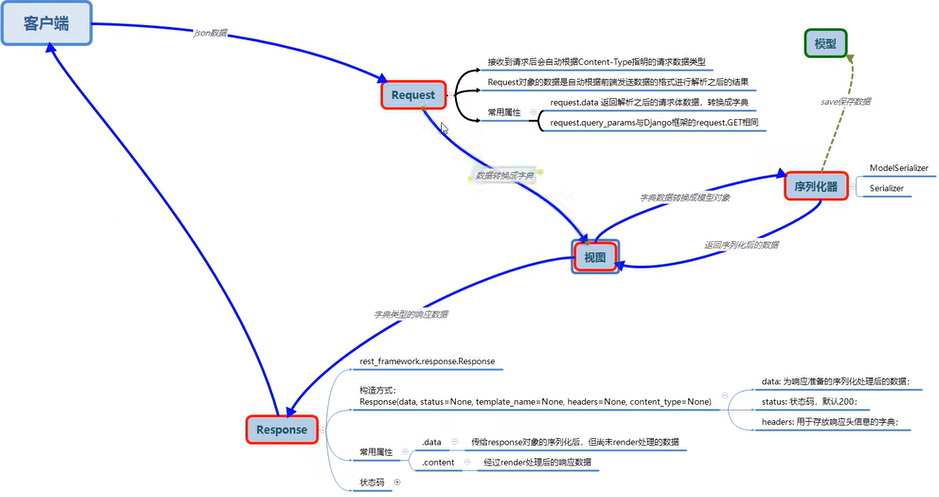 客户端
json数据
模型
接收到请求后会自动根据Content-Type指明的请求数据类型
Request对象的数据是自动根据前端发送数据的格式进行解析之后的结果
Request
常用属性
request.data 返回解析之后的请求体数据，转换成字典
request.query_params与Django框架的request.GET相同
save保存数据
数据转换成字典
序列化器
ModelSerializer
Serializer
字典数据转换成模型对象
返回序列化后的数据
视图
字典类型的响应数据
rest_framework.response.Response
构造方式：
Response(data, status=None, template_name=None, headers=None, content_type=None)
data: 为响应准备的序列化处理后的数据；
status: 状态码，默认200；
headers: 用于存放响应头信息的字典；
Response
常用属性
.data
传给response对象的序列化后，但尚未render处理的数据
.content
经过render处理后的响应数据
状态码